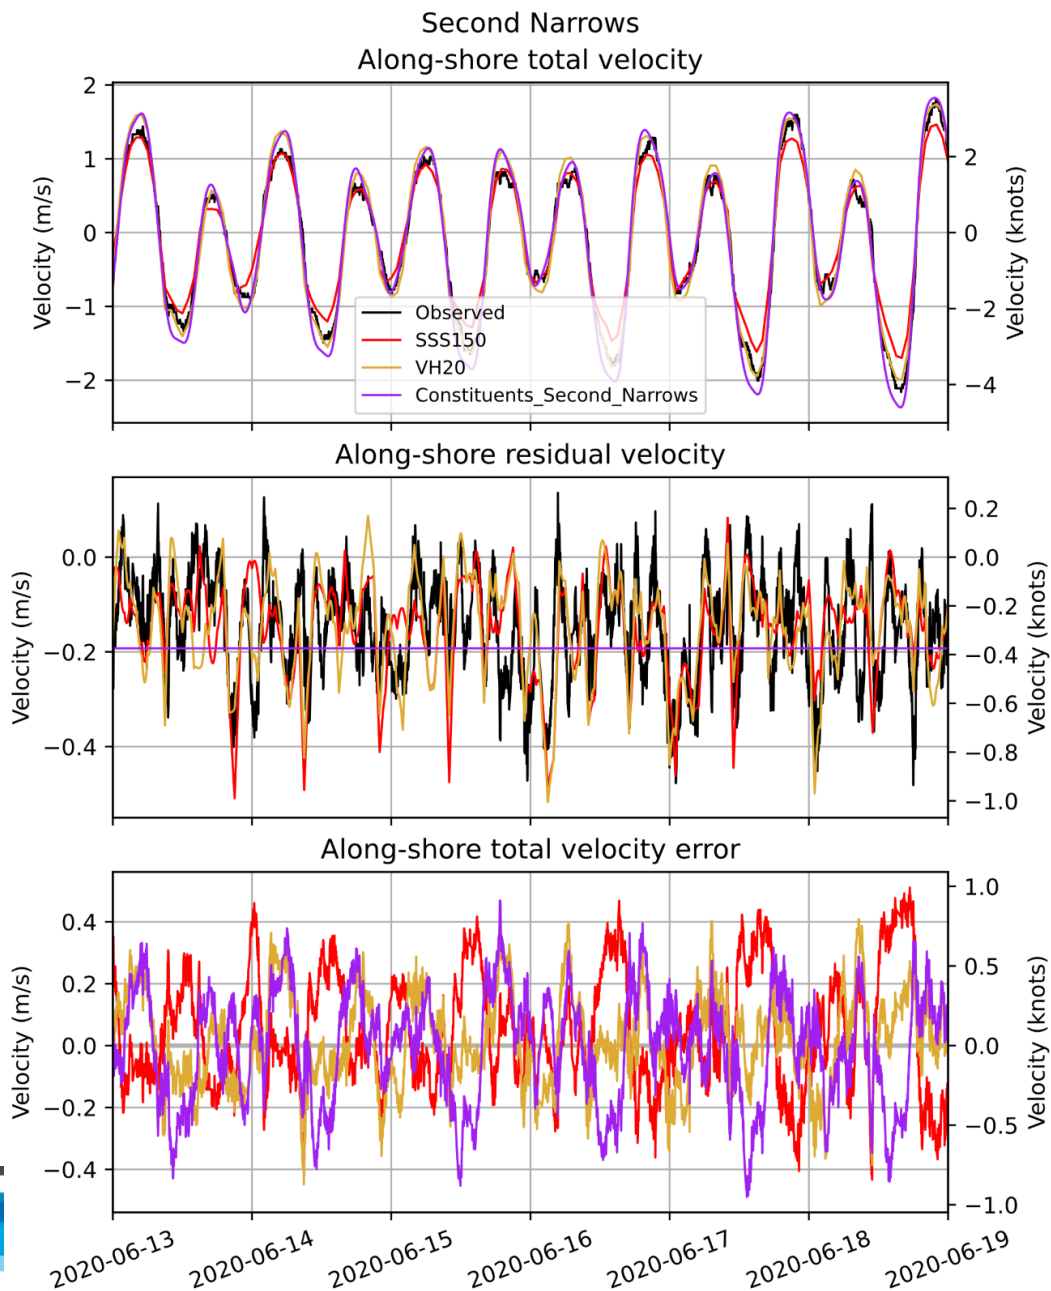 Second Narrows
Along-shore total velocity
2
1
0
−1
−2
Velocity (m/s)
2
0
−2
−4
Velocity (knots)
Observed
SSS150
VH20
Constituents_Second_Narrows
Along-shore residual velocity
0.0
−0.2
−0.4
Velocity (m/s)
0.2
0.0
−0.2
−0.4
−0.6
−0.8
−1.0
Velocity (knots)
Along-shore total velocity error
0.4
0.2
0.0
−0.2
−0.4
Velocity (m/s)
1.0
0.5
0.0
−0.5
−1.0
Velocity (knots)
2020-06-13
2020-06-14
2020-06-15
2020-06-16
2020-06-17
2020-06-18
2020-06-19